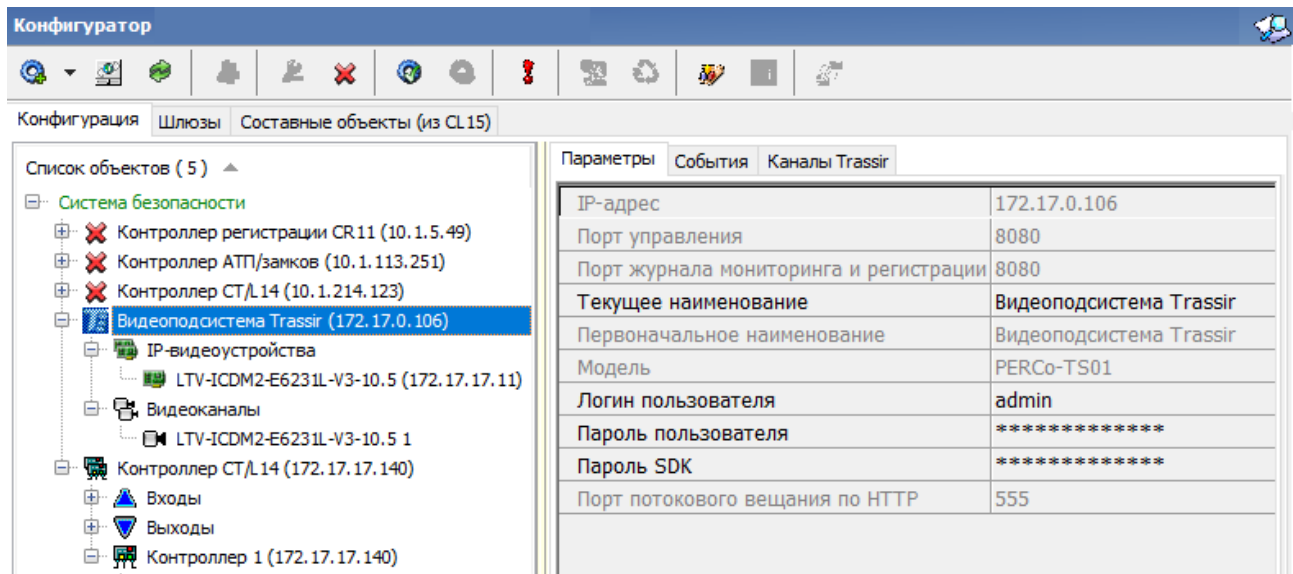 Конфигуратор
Конфигурация Шлюзы Составные объекты (из CL15)
Список объектов ( 5 )
Система безопасности
Контроллер регистрации CR11 (10.1.5.49)
Контроллер АТП/замков (10.1.113.251)
Контроллер CT/L14 (10.1.214.123)
Видеоподсистема Trassir (172.17.0.106)
IP-видеоустройства
LTV-ICDM2-E6231L-V3-10.5 (172.17.17.11)
Видеоканалы
LTV-ICDM2-E6231L-V3-10.5 1
Контроллер CT/L14 (172.17.17.140)
Входы
Выходы
Контроллер 1 (172.17.17.140)
Параметры События Каналы Trassir
IP-адрес 172.17.0.106
Порт управления 8080
Порт журнала мониторинга и регистрации 8080
Текущее наименование Видеоподсистема Trassir
Первоначальное наименование Видеоподсистема Trassir
Модель PERCo-TS01
Логин пользователя admin
Пароль пользователя *************
Пароль SDK *************
Порт потокового вещания по HTTP 555